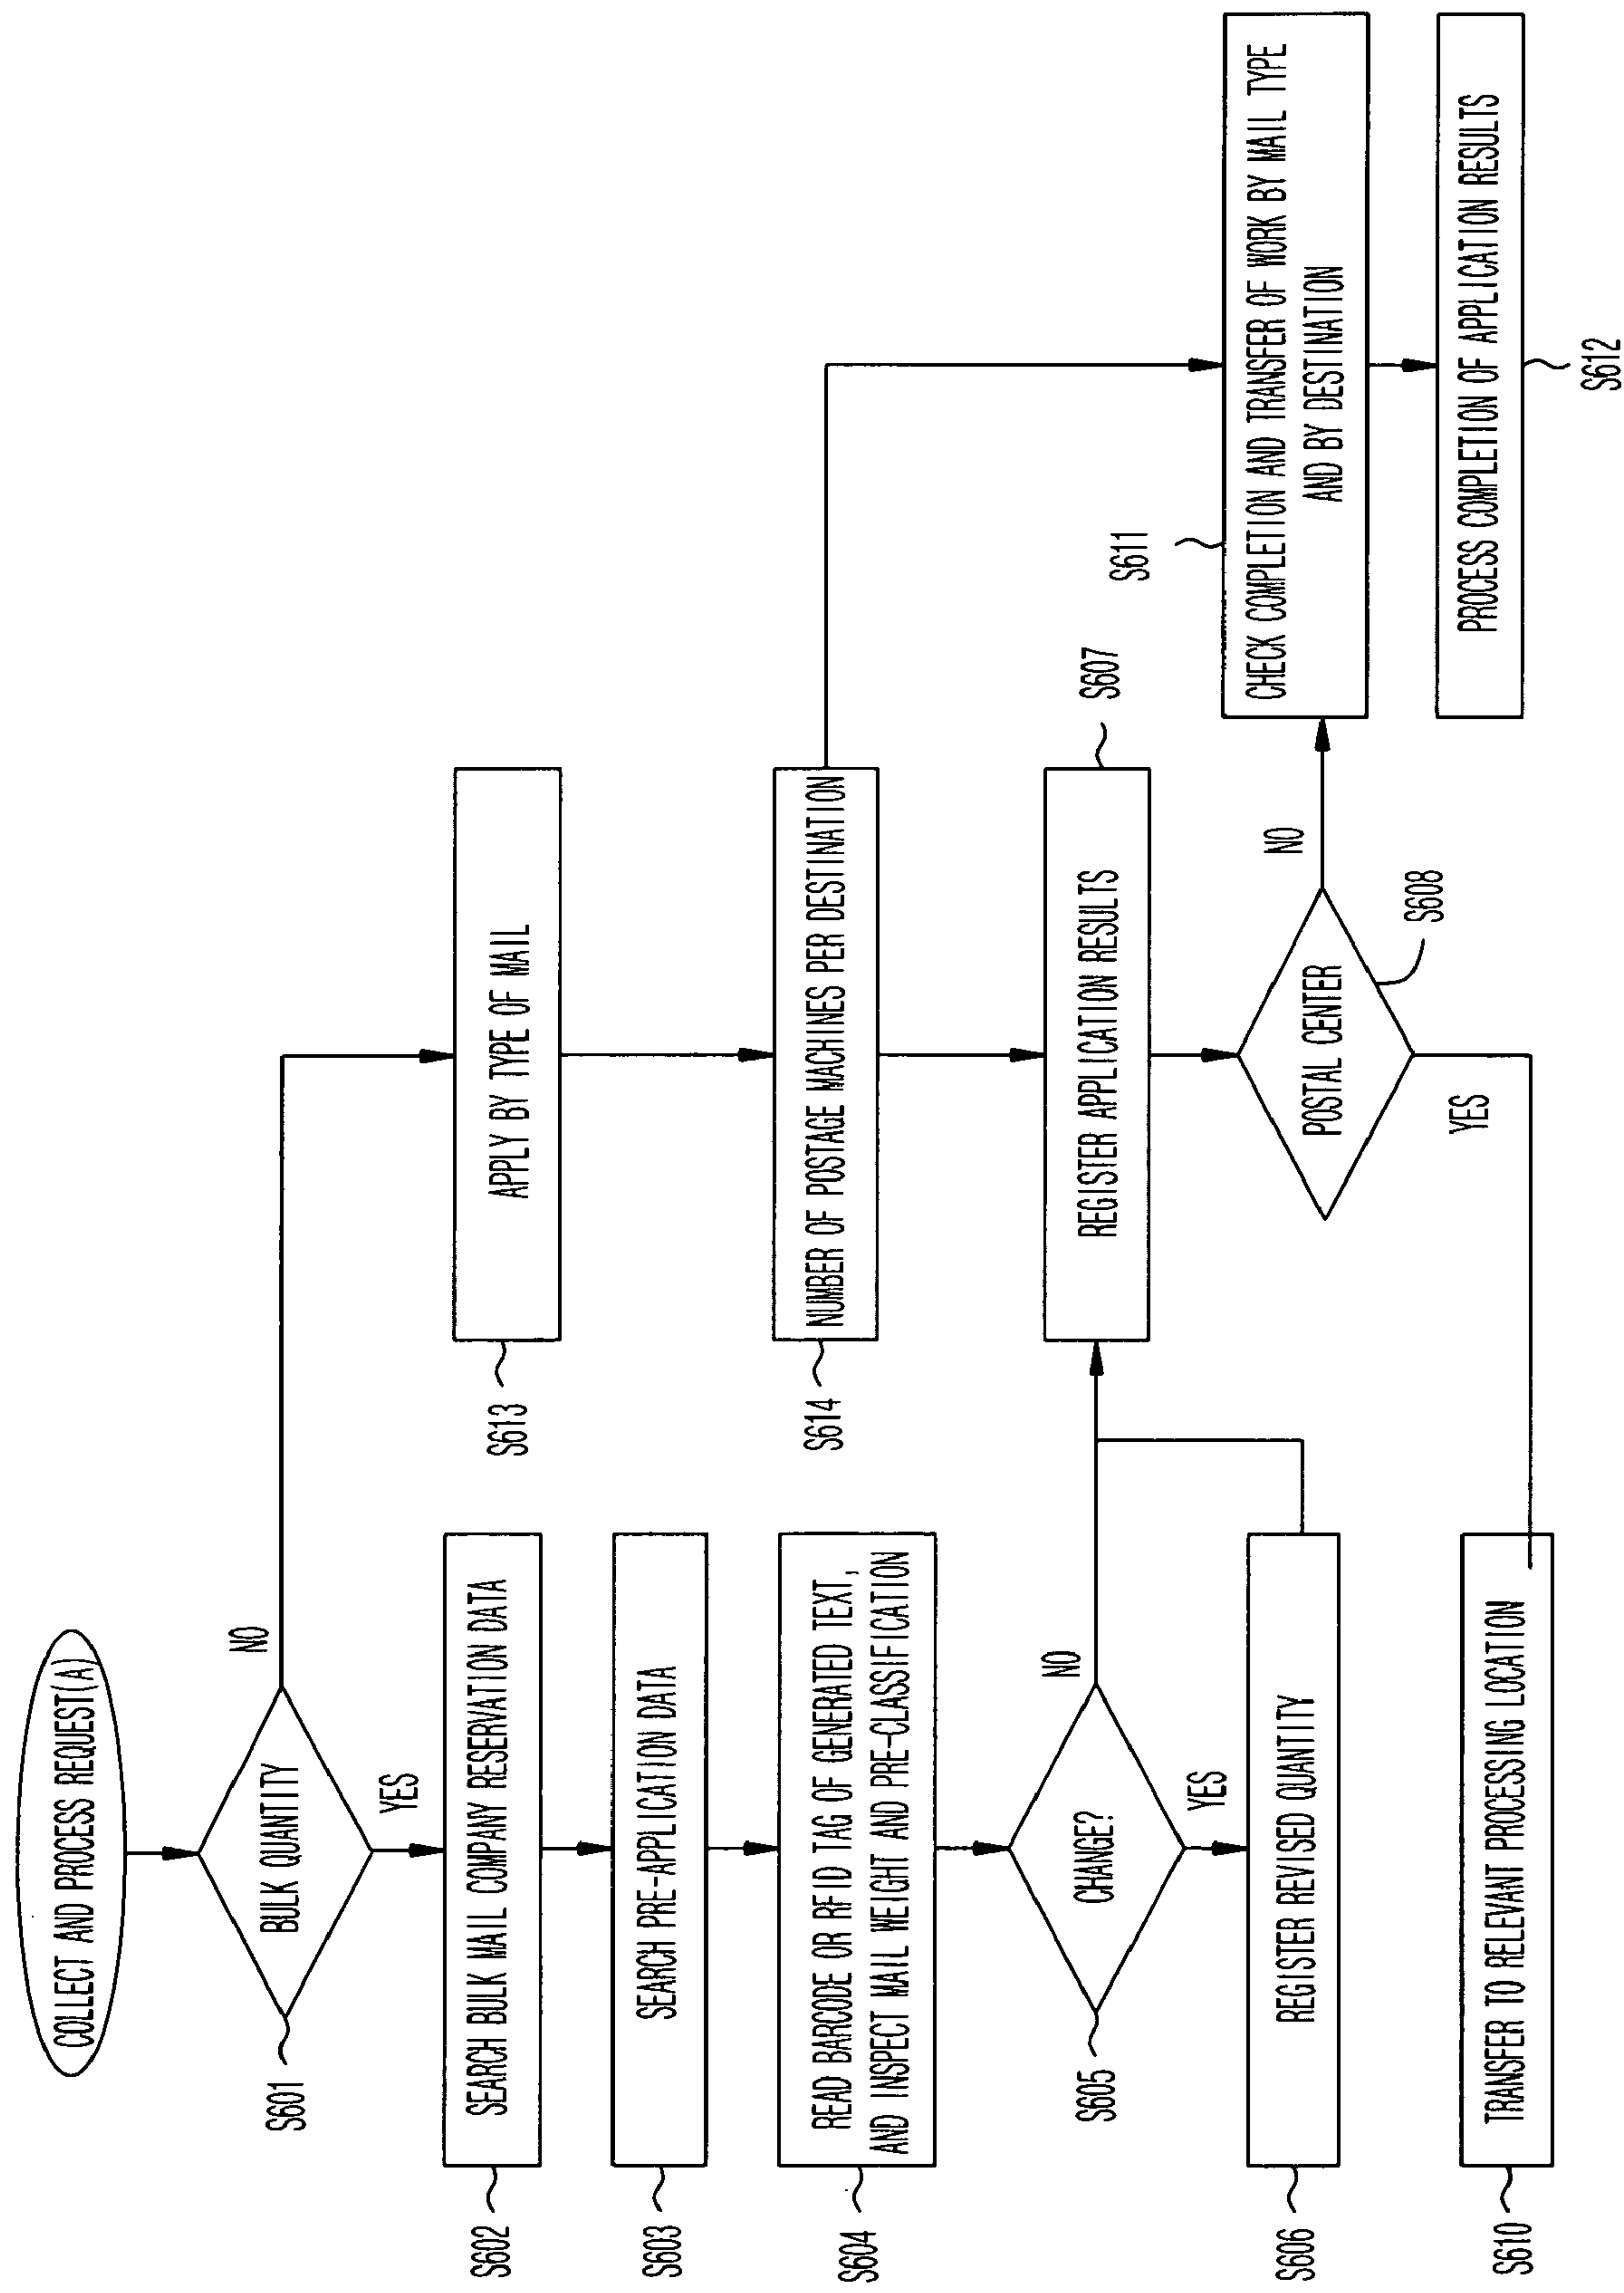 COLLECT AND PROCESS REQUEST(A)
S601
BULK QUANTITY
NO
YES
S602
SEARCH BULK MAIL COMPANY RESERVATION DATA
S603
SEARCH PRE-APPLICATION DATA
S604
READ BARCODE OR RFID TAG OF GENERATED TEXT,
AND INSPECT MAIL WEIGHT AND PRE-CLASSIFICATION
S605
CHANGE?
NO
YES
S606
REGISTER REVISED QUANTITY
S610
TRANSFER TO RELEVANT PROCESSING LOCATION
S613
APPLY BY TYPE OF MAIL
S614
NUMBER OF POSTAGE MACHINES PER DESTINATION
REGISTER APPLICATION RESULTS
S607
POSTAL CENTER
S608
NO
YES
S611
CHECK COMPLETION AND TRANSFER OF WORK BY MAIL TYPE
AND BY DESTINATION
PROCESS COMPLETION OF APPLICATION RESULTS
S612